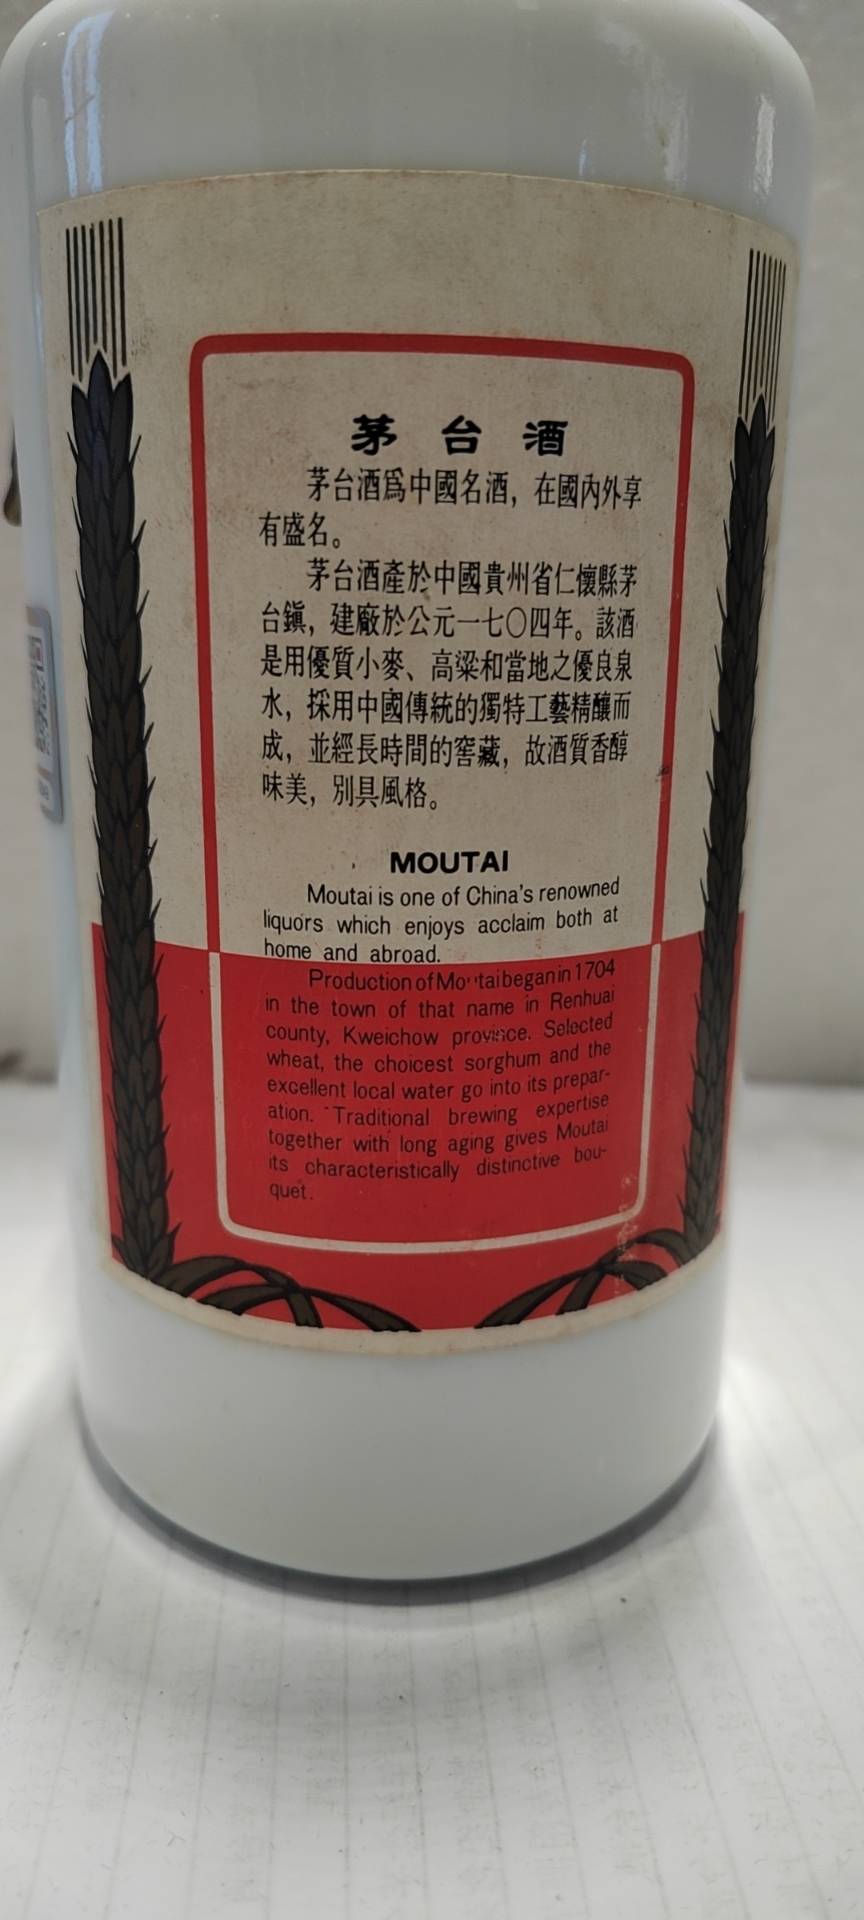 茅台酒
茅台酒爲中國名酒，在國內外享
有盛名。
茅台酒產於中國貴州省仁懷縣茅
台鎮，建廠於公元一七〇四年。該酒
是用優質小麥、高粱和當地之優良泉
水，採用中國傳統的獨特工藝精釀而
成，並經長時間的窖藏，故酒質香醇
味美，別具風格。
MOUTAI
Moutai is one of China's renowned
liquors which enjoys acclaim both at
home and abroad.
Production of Moutai began in 1704
in the town of that name in Renhuai
county, Kweichow province. Selected
wheat, the choicest sorghum and the
excellent local water go into its prepar-
ation. Traditional brewing expertise
together with long aging gives Moutai
its characteristically distinctive bou-
quet.